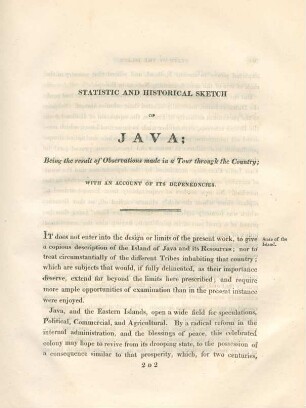 STATISTIC AND HISTORICAL SKETCH
OF
JAVA;
Being the result of Observations made in a Tour through the Country;
WITH AN ACCOUNT OF ITS DEPENDENCIES.
IT does not enter into the design or limits of the present work, to give
State of the
Island.
a copious description of the Island of Java and its Resources; nor to
treat circumstantially of the different Tribes inhabiting that country;
which are subjects that would, if fully delineated, as their importance
deserve, extend far beyond the limits here prescribed; and require
more ample opportunities of examination than in the present instance
were enjoyed.
Java, and the Eastern Islands, open a wide field for speculations,
Political, Commercial, and Agricultural. By a radical reform in the
internal administration, and the blessings of peace, this celebrated
colony may hope to revive from its drooping state, to the possession of
a consequence similar to that prosperity, which, for two centuries,
2 O 2